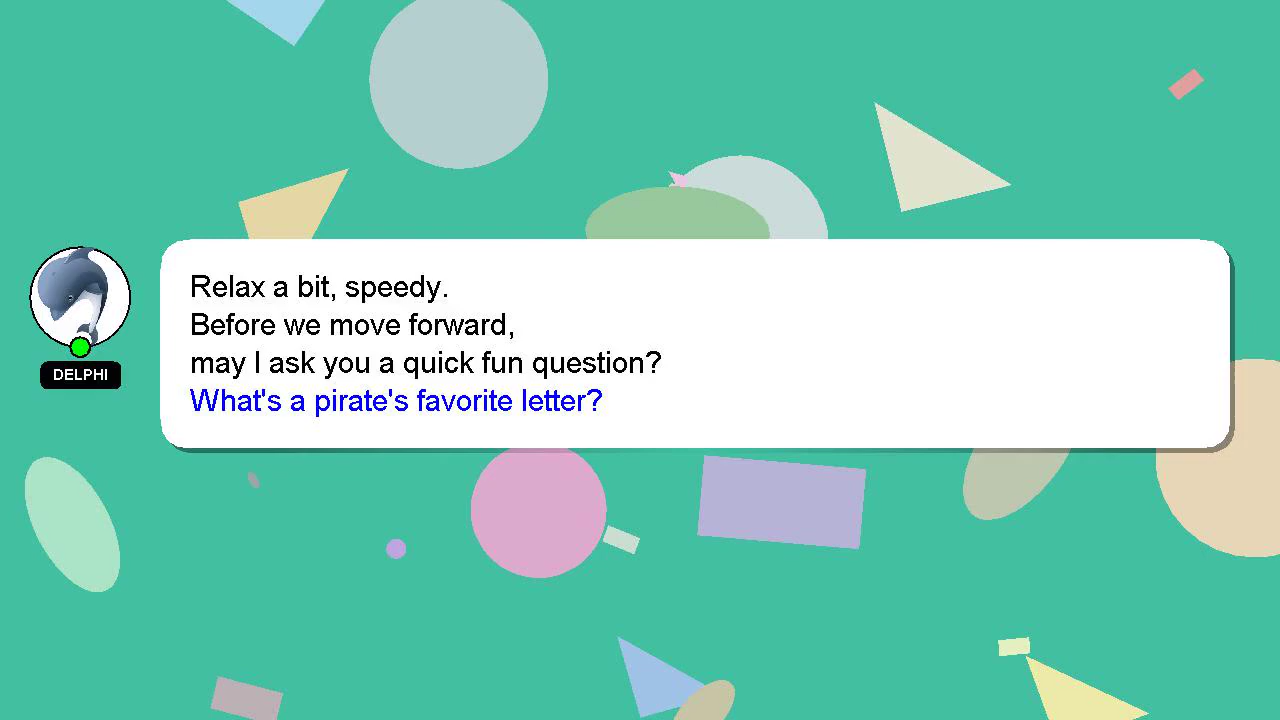 Relax a bit, speedy.
Before we move forward,
may I ask you a quick fun question?
What's a pirate's favorite letter?
DELPHI